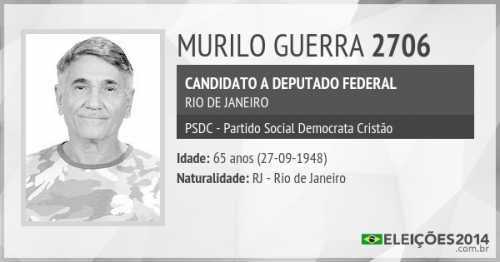 MURILO GUERRA 2706
CANDIDATO A DEPUTADO FEDERAL
RIO DE JANEIRO
PSDC - Partido Social Democrata Cristão
Idade: 65 anos (27-09-1948)
Naturalidade: RJ - Rio de Janeiro
ELEIÇÕES2014
.com.br